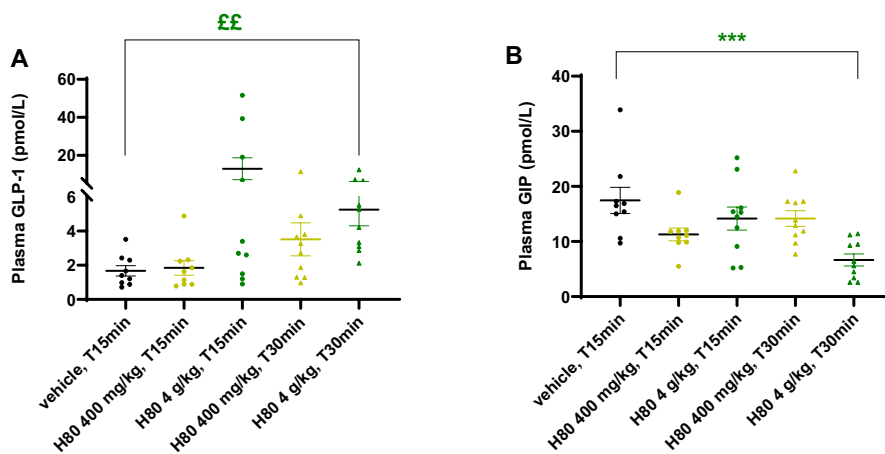 ££
A
Plasma GLP-1 (pmol/L)
60
40
20
6
4
2
0
vehicle, T15min
H80 400 mg/kg, T15min
H80 4 g/kg, T15min
H80 400 mg/kg, T30min
H80 4 g/kg, T30min
***
B
Plasma GIP (pmol/L)
40
30
20
10
0
vehicle, T15min
H80 400 mg/kg, T15min
H80 4 g/kg, T15min
H80 400 mg/kg, T30min
H80 4 g/kg, T30min